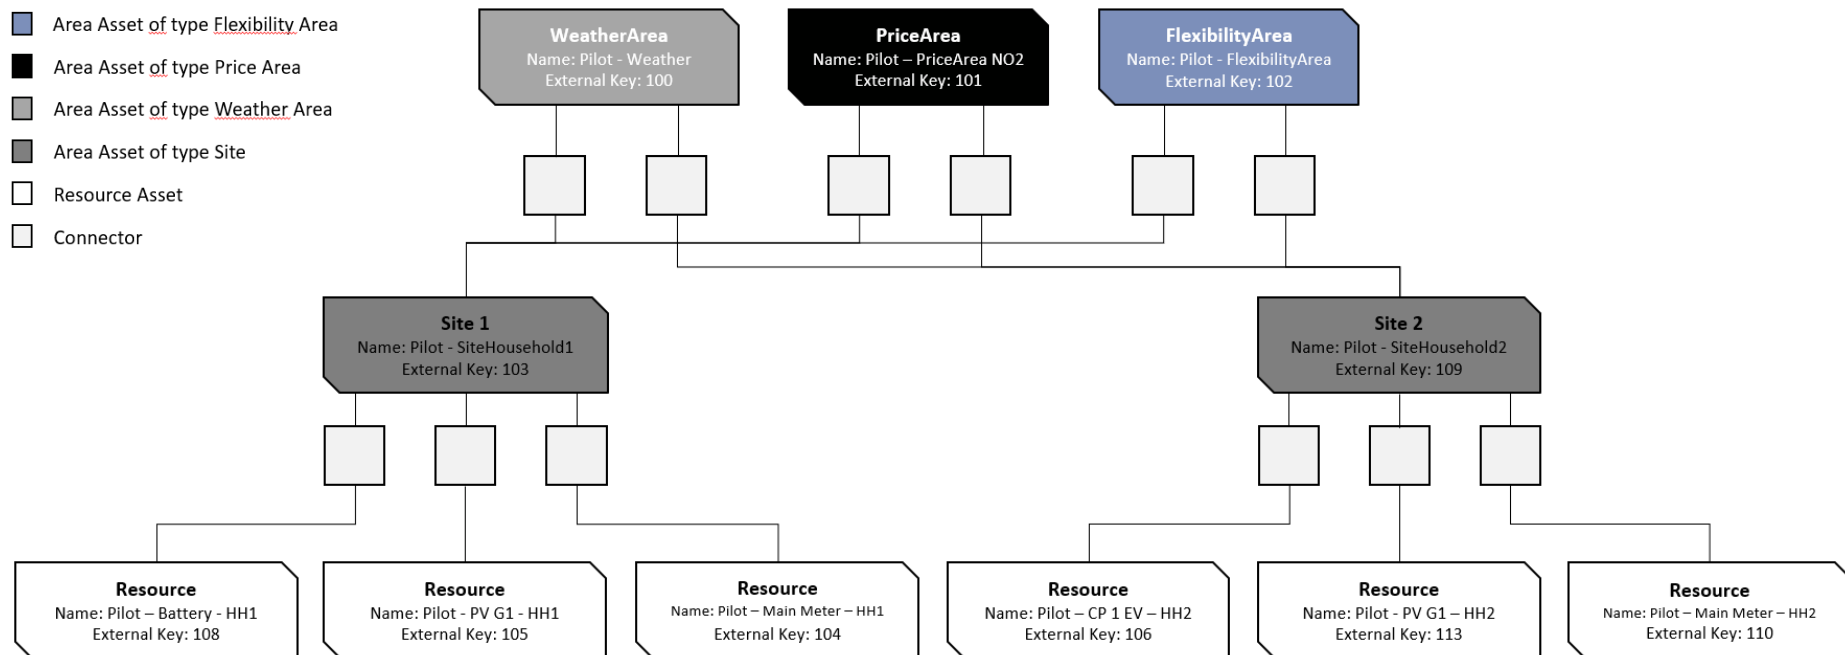 Area Asset of type Flexibility Area
Area Asset of type Price Area
Area Asset of type Weather Area
Area Asset of type Site
Resource Asset
Connector
WeatherArea
Name: Pilot - Weather
External Key: 100
PriceArea
Name: Pilot – PriceArea NO2
External Key: 101
FlexibilityArea
Name: Pilot - FlexibilityArea
External Key: 102
Site 1
Name: Pilot - SiteHousehold1
External Key: 103
Site 2
Name: Pilot - SiteHousehold2
External Key: 109
Resource
Name: Pilot – Battery - HH1
External Key: 108
Resource
Name: Pilot - PV G1 - HH1
External Key: 105
Resource
Name: Pilot – Main Meter – HH1
External Key: 104
Resource
Name: Pilot – CP 1 EV – HH2
External Key: 106
Resource
Name: Pilot - PV G1 – HH2
External Key: 113
Resource
Name: Pilot – Main Meter – HH2
External Key: 110